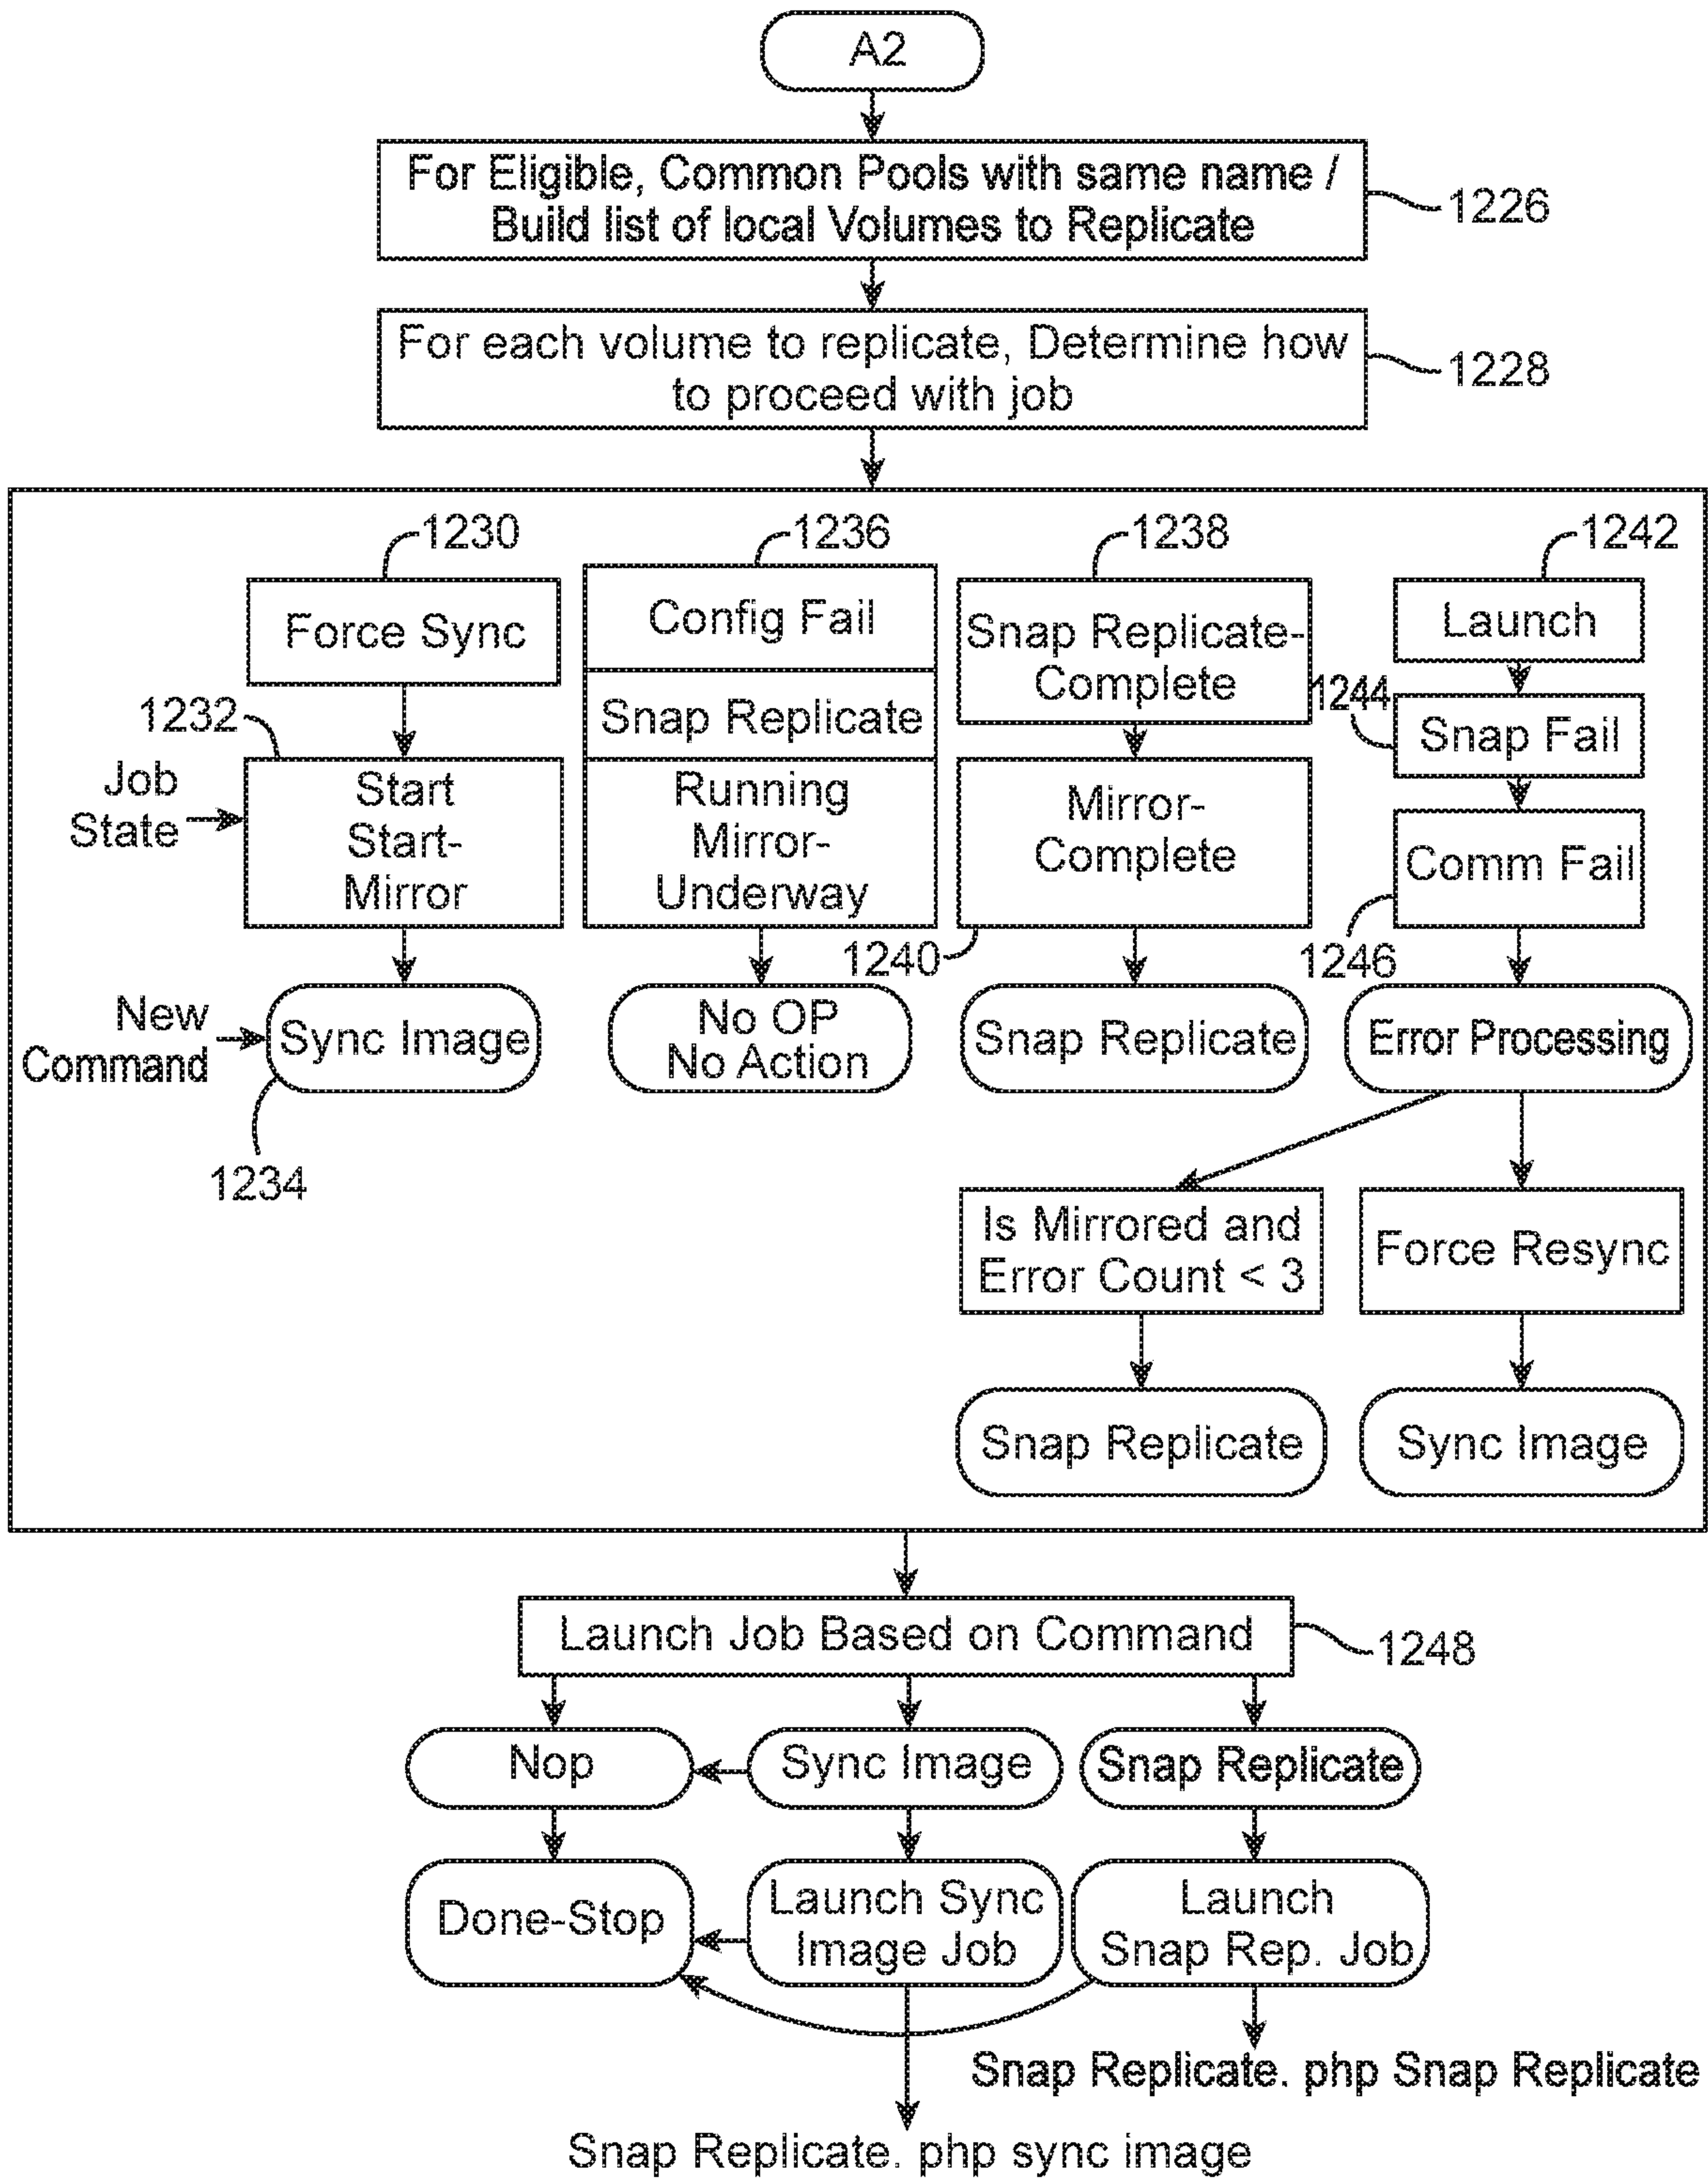 A2
For Eligible, Common Pools with same name /
Build list of local Volumes to Replicate
1226
For each volume to replicate, Determine how
to proceed with job
1228
1230
1236
1238
1242
Force Sync
Config Fail
Snap Replicate-
Complete
Launch
1232
Snap Replicate
1244
Snap Fail
Job
State
Start
Start-
Mirror
Running
Mirror-
Underway
Mirror-
Complete
Comm Fail
1240
1246
New
Command
Sync Image
No OP
No Action
Snap Replicate
Error Processing
1234
Is Mirrored and
Error Count < 3
Force Resync
Snap Replicate
Sync Image
Launch Job Based on Command
1248
Nop
Sync Image
Snap Replicate
Done-Stop
Launch Sync
Image Job
Launch
Snap Rep. Job
Snap Replicate. php Snap Replicate
Snap Replicate. php sync image